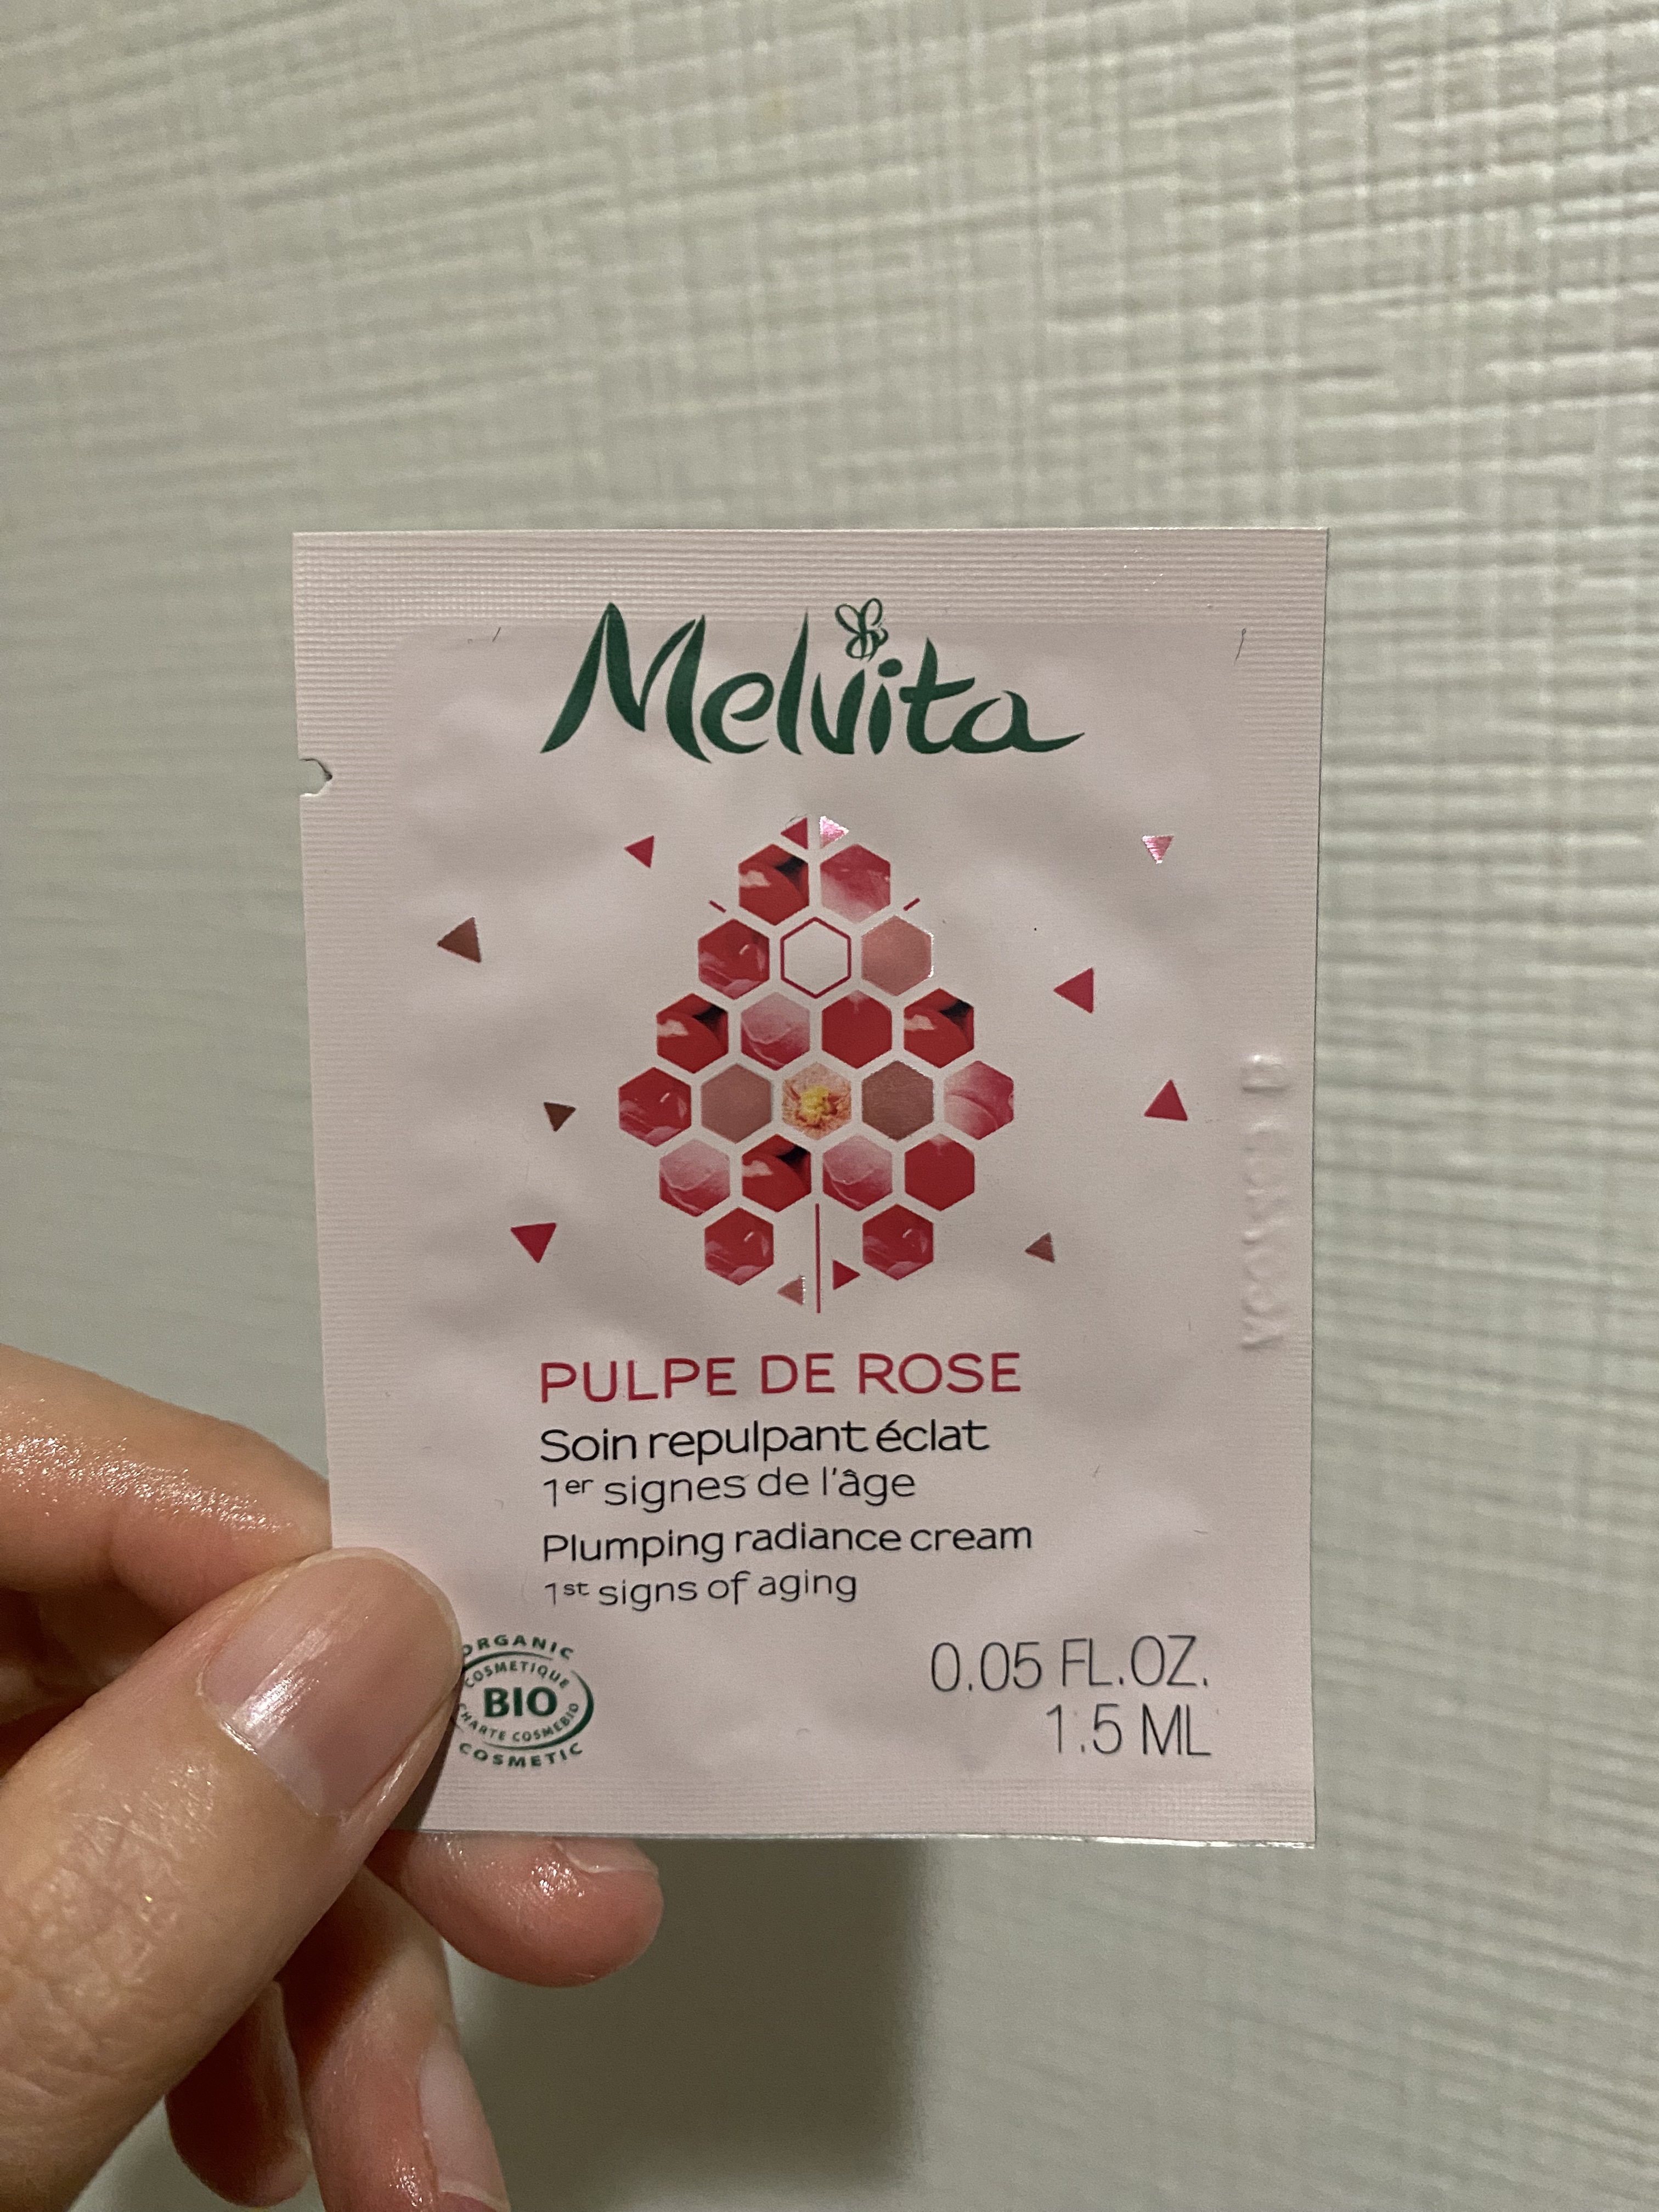 Melvita
PULPE DE ROSE
Soin repulpant éclat
1er signes de l'âge
Plumping radiance cream
1st signs of aging
ORGANIC
COSMETIQUE
BIO
CHARTE COSMEBIO
COSMETIC
0.05 FL.OZ.
1.5 ML